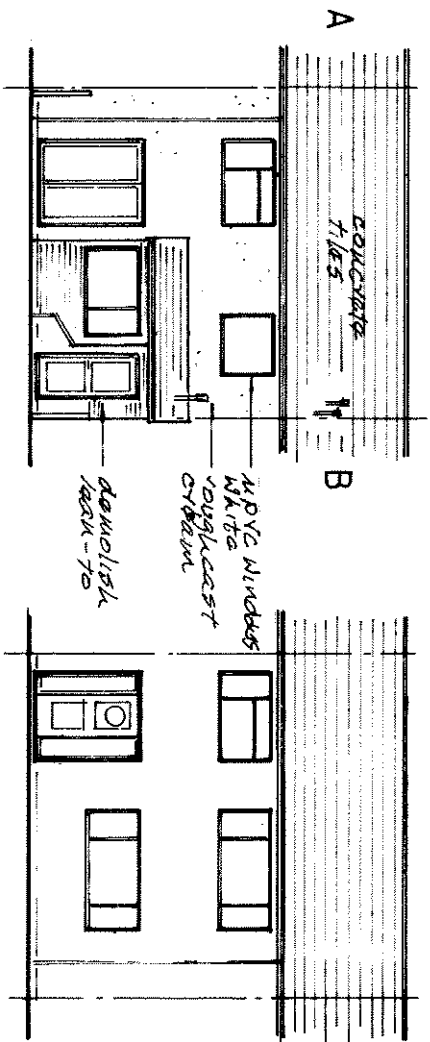 A
concrete
tiles
B
uPVC windows
white
roughcast
cream
demolish
lean-to